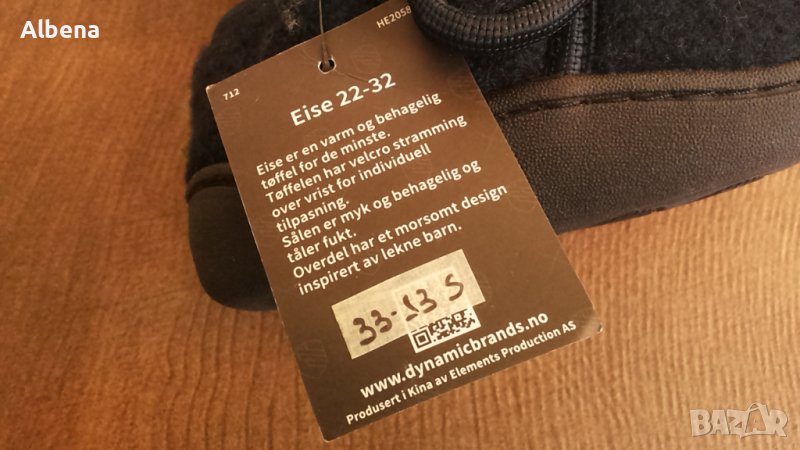 Albena
HE2058
712
Eise 22-32
Eise er en varm og behagelig
tøffel for de minste.
Tøffelen har velcro stramming
over vrist for individuell
tilpasning.
Sålen er myk og behagelig og
tåler fukt.
Overdel har et morsomt design
inspirert av lekne barn.
33-13 S
www.dynamicbrands.no
Produsert i Kina av Elements Production AS
BAZAR